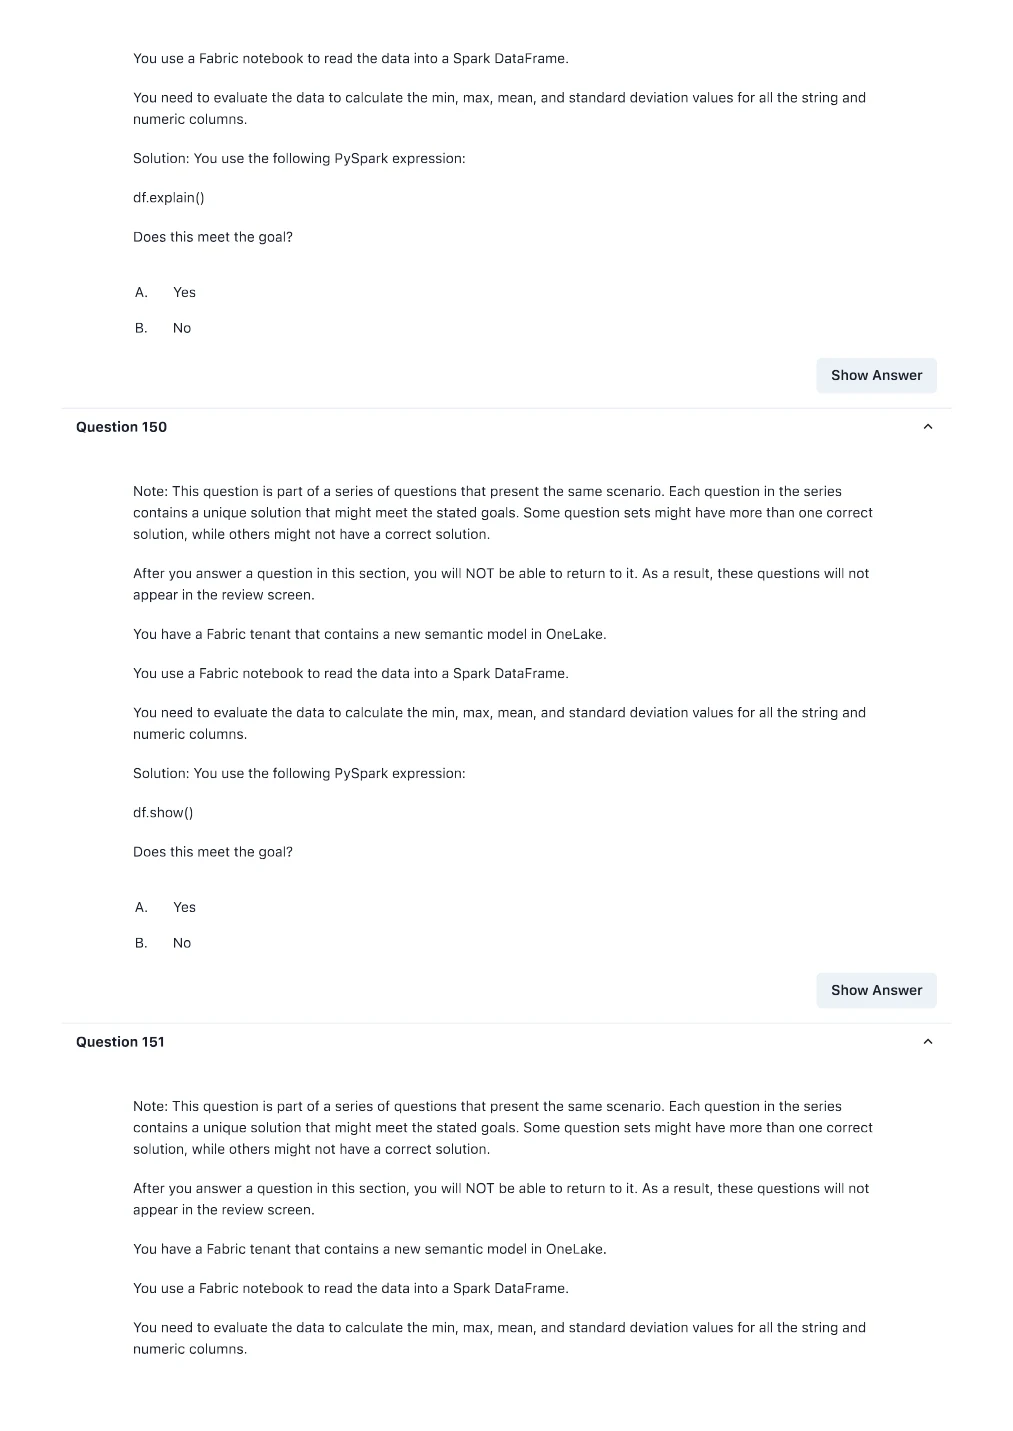 You use a Fabric notebook to read the data into a Spark DataFrame.
You need to evaluate the data to calculate the min, max, mean, and standard deviation values for all the string and
numeric columns.
Solution: You use the following PySpark expression:
df.explain()
Does this meet the goal?
A. Yes
B. No
Show Answer
Question 150
Note: This question is part of a series of questions that present the same scenario. Each question in the series
contains a unique solution that might meet the stated goals. Some question sets might have more than one correct
solution, while others might not have a correct solution.
After you answer a question in this section, you will NOT be able to return to it. As a result, these questions will not
appear in the review screen.
You have a Fabric tenant that contains a new semantic model in OneLake.
You use a Fabric notebook to read the data into a Spark DataFrame.
You need to evaluate the data to calculate the min, max, mean, and standard deviation values for all the string and
numeric columns.
Solution: You use the following PySpark expression:
df.show()
Does this meet the goal?
A. Yes
B. No
Show Answer
Question 151
Note: This question is part of a series of questions that present the same scenario. Each question in the series
contains a unique solution that might meet the stated goals. Some question sets might have more than one correct
solution, while others might not have a correct solution.
After you answer a question in this section, you will NOT be able to return to it. As a result, these questions will not
appear in the review screen.
You have a Fabric tenant that contains a new semantic model in OneLake.
You use a Fabric notebook to read the data into a Spark DataFrame.
You need to evaluate the data to calculate the min, max, mean, and standard deviation values for all the string and
numeric columns.